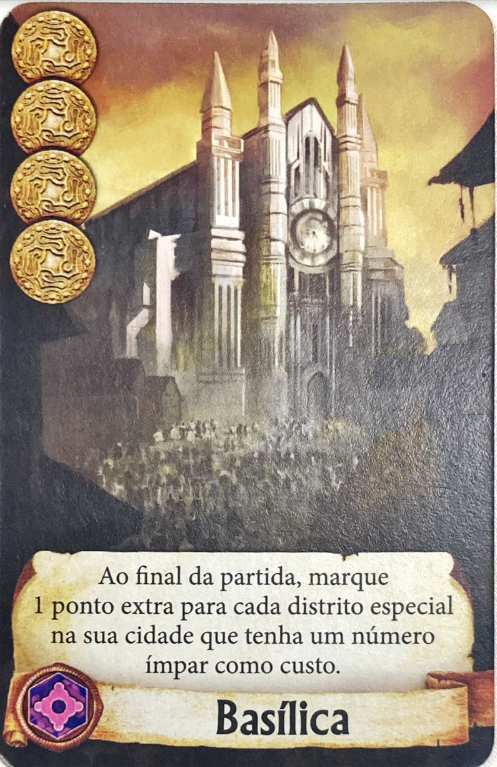 Ao final da partida, marque
1 ponto extra para cada distrito especial
na sua cidade que tenha um número
ímpar como custo.
Basílica